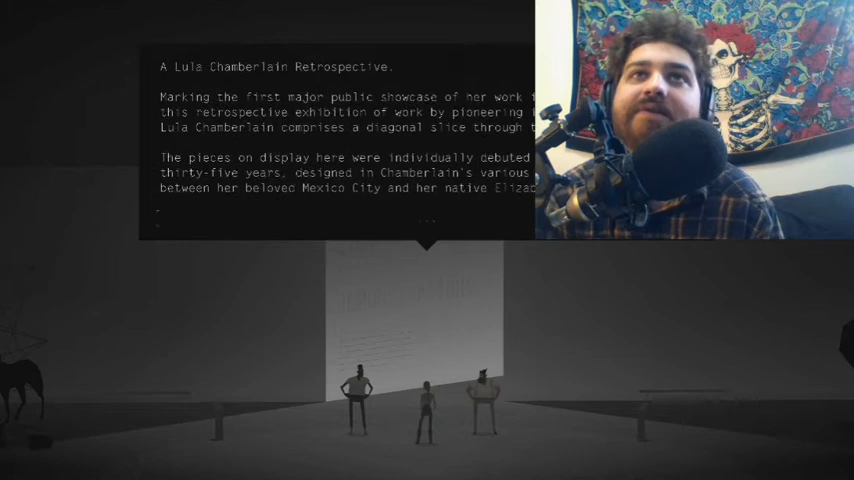 A Lula Chamberlain Retrospective.
Marking the first major public showcase of her work
this retrospective exhibition of work by pioneering
Lula Chamberlain comprises a diagonal slice through
The pieces on display here were individually debuted
thirty-five years, designed in Chamberlain's various
between her beloved Mexico City and her native
...